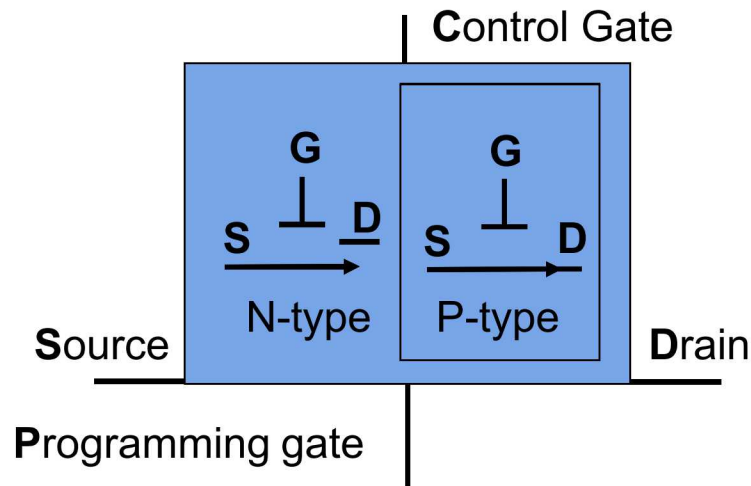 Control Gate
G
G
D
S
S
D
N-type
P-type
Source
Drain
Programming gate